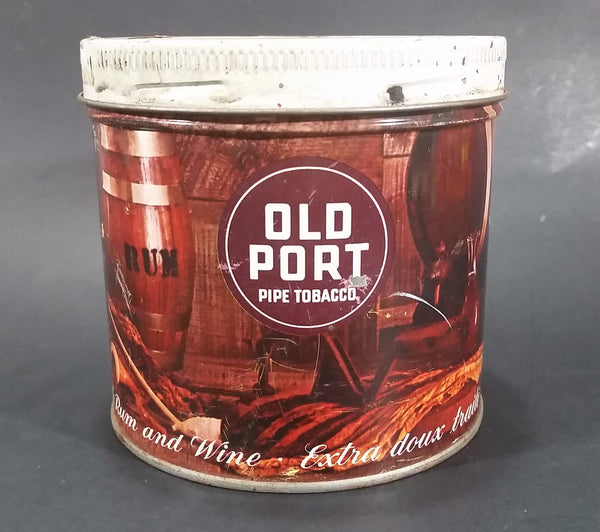 RUM
OLD
PORT
PIPE TOBACCO
Rum and Wine · Extra doux